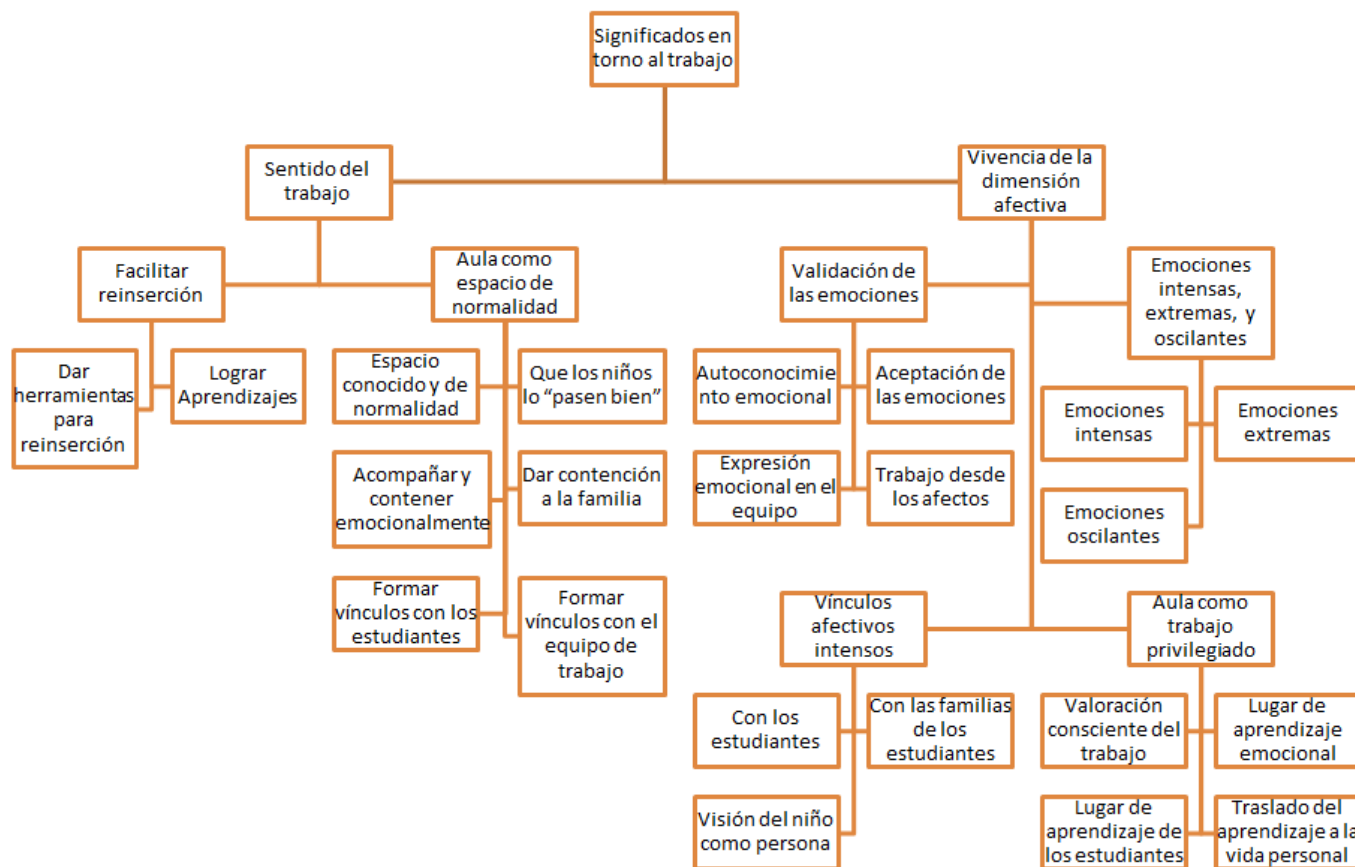 Significados en
torno al trabajo
Sentido del
trabajo
Vivencia de la
dimensión
afectiva
Facilitar
reinserción
Aula como
espacio de
normalidad
Validación de
las emociones
Emociones
intensas,
extremas, y
oscilantes
Dar
herramientas
para
reinserción
Lograr
Aprendizajes
Espacio
conocido y de
normalidad
Que los niños
lo "pasen bien"
Autoconocimie
nto emocional
Aceptación de
las emociones
Emociones
intensas
Emociones
extremas
Acompañar y
contener
emocionalmente
Dar contención
a la familia
Expresión
emocional en el
equipo
Trabajo desde
los afectos
Emociones
oscilantes
Formar
vínculos con los
estudiantes
Formar
vínculos con el
equipo de
trabajo
Vínculos
afectivos
intensos
Aula como
trabajo
privilegiado
Con los
estudiantes
Con las familias
de los
estudiantes
Valoración
consciente del
trabajo
Lugar de
aprendizaje
emocional
Visión del niño
como persona
Lugar de
aprendizaje de
los estudiantes
Traslado del
aprendizaje a la
vida personal